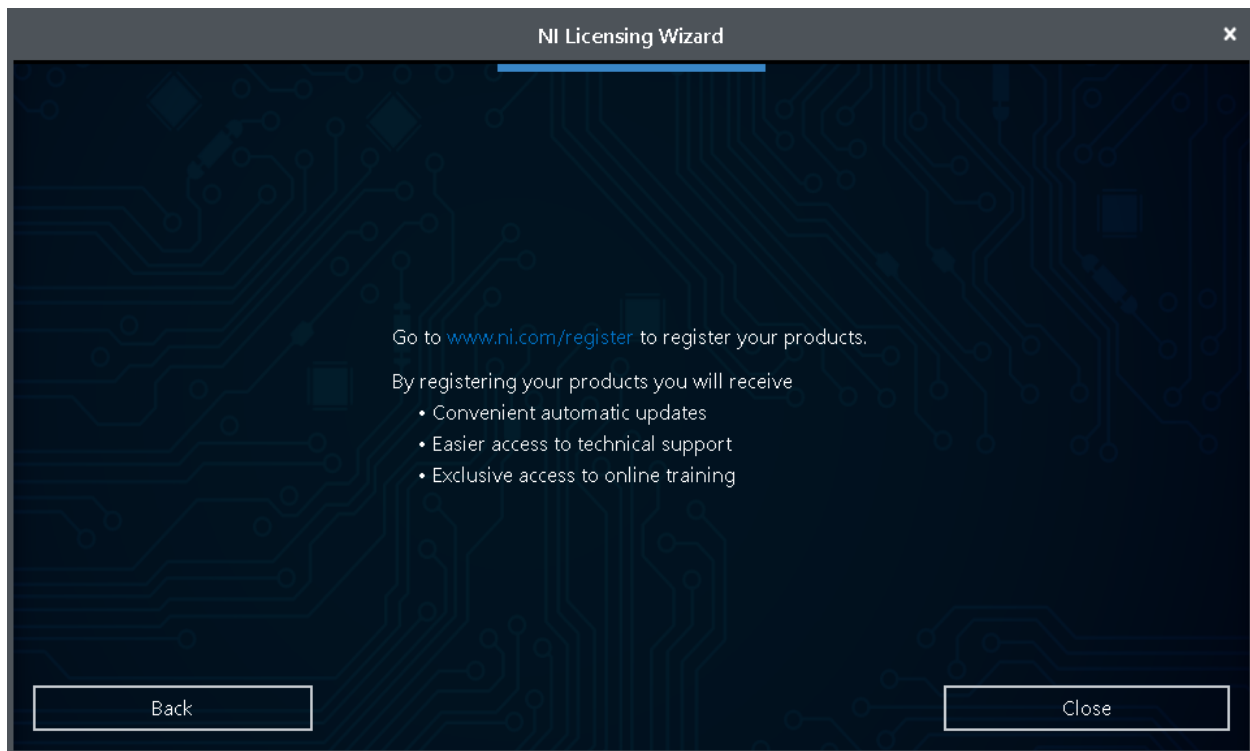 NI Licensing Wizard
Go to www.ni.com/register to register your products.
By registering your products you will receive
• Convenient automatic updates
• Easier access to technical support
• Exclusive access to online training
Back
Close